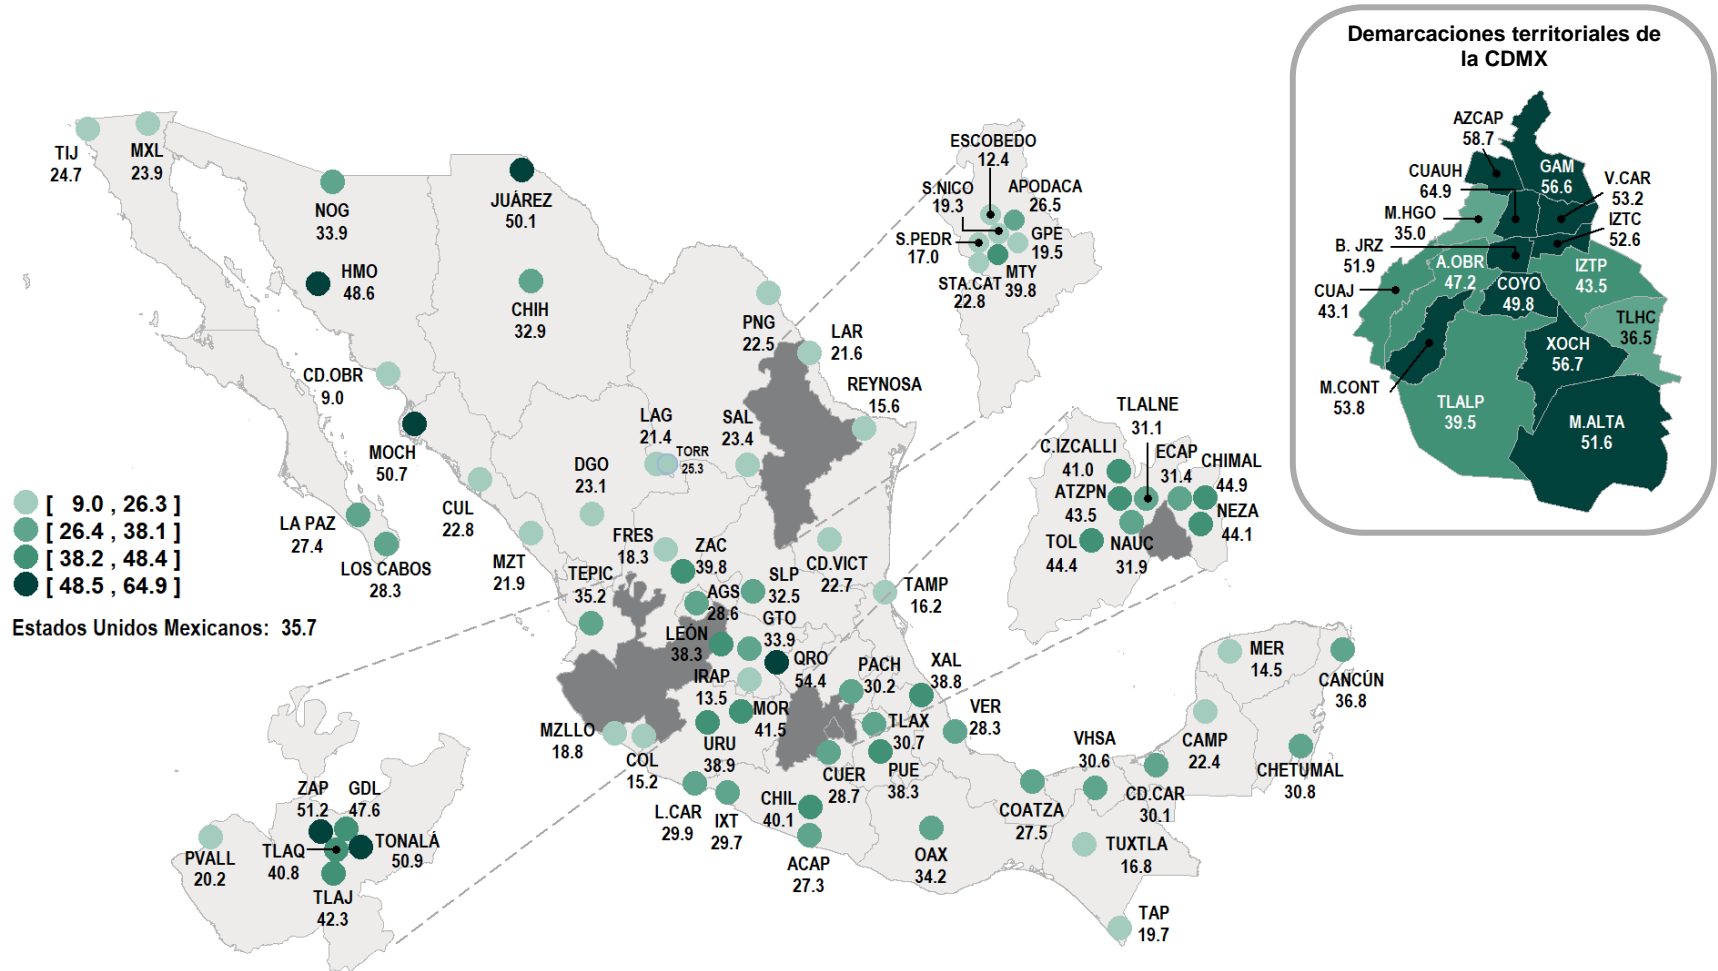 Demarcaciones territoriales de
la CDMX
AZCAP
58.7
CUAUH
64.9
GAM
56.6
V.CAR
53.2
M.HGO
35.0
IZTC
52.6
B. JRZ
51.9
A.OBR
47.2
IZTP
43.5
CUAJ
43.1
COYO
49.8
TLHC
36.5
XOCH
56.7
M.CONT
53.8
TLALP
39.5
M.ALTA
51.6
TIJ
24.7
MXL
23.9
NOG
33.9
JUÁREZ
50.1
HMO
48.6
CHIH
32.9
CD.OBR
9.0
MOCH
50.7
LA PAZ
27.4
LOS CABOS
28.3
CUL
22.8
MZT
21.9
DGO
23.1
LAG
21.4
TORR
25.3
SAL
23.4
PNG
22.5
LAR
21.6
REYNOSA
15.6
ESCOBEDO
12.4
S.NICO
19.3
APODACA
26.5
S.PEDR
17.0
GPE
19.5
STA.CAT
22.8
MTY
39.8
TLALNE
31.1
C.IZCALLI
41.0
ECAP
31.4
CHIMAL
44.9
ATZPN
43.5
NEZA
44.1
TOL
44.4
NAUC
31.9
[ 9.0 , 26.3 ]
[ 26.4 , 38.1 ]
[ 38.2 , 48.4 ]
[ 48.5 , 64.9 ]
Estados Unidos Mexicanos: 35.7
FRES
18.3
ZAC
39.8
TEPIC
35.2
AGS
28.6
SLP
32.5
CD.VICT
22.7
TAMP
16.2
LEÓN
38.3
GTO
33.9
QRO
54.4
IRAP
13.5
PACH
30.2
XAL
38.8
MOR
41.5
URU
38.9
MZLLO
18.8
COL
15.2
TLAX
30.7
VER
28.3
CUER
28.7
PUE
38.3
L.CAR
29.9
IXT
29.7
CHIL
40.1
ACAP
27.3
OAX
34.2
COATZA
27.5
VHSA
30.6
CD.CAR
30.1
CAMP
22.4
MER
14.5
CANCÚN
36.8
CHETUMAL
30.8
TUXTLA
16.8
TAP
19.7
ZAP
51.2
GDL
47.6
TONALÁ
50.9
PVALL
20.2
TLAQ
40.8
TLAJ
42.3